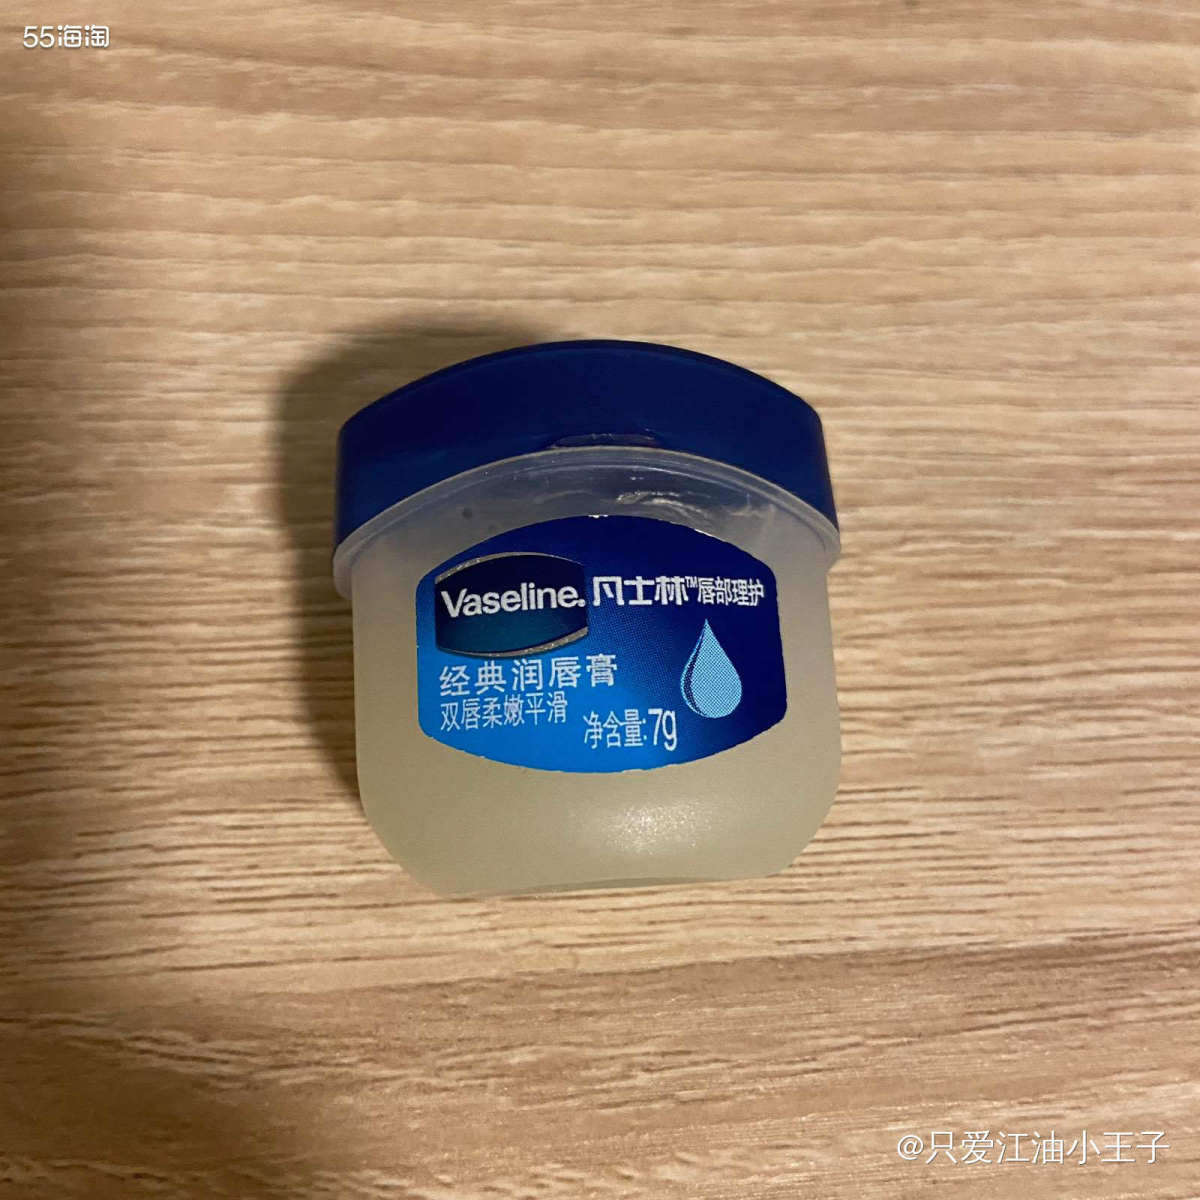 55海淘
Vaseline. 凡士林™唇部理护
经典润唇膏
双唇柔嫩平滑
净含量:7g
@只爱江油小王子